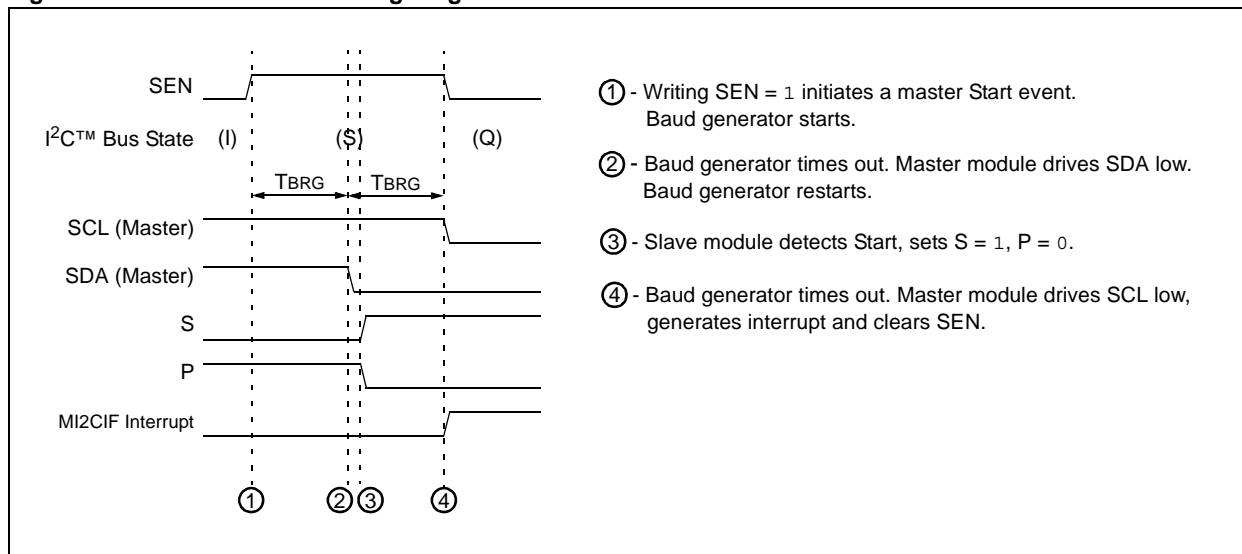 SEN
I²C™ Bus State (I) (S) (Q)
TBRG TBRG
SCL (Master)
SDA (Master)
S
P
MI2CIF Interrupt
1 2 3 4
1 - Writing SEN = 1 initiates a master Start event.
Baud generator starts.
2 - Baud generator times out. Master module drives SDA low.
Baud generator restarts.
3 - Slave module detects Start, sets S = 1, P = 0.
4 - Baud generator times out. Master module drives SCL low,
generates interrupt and clears SEN.